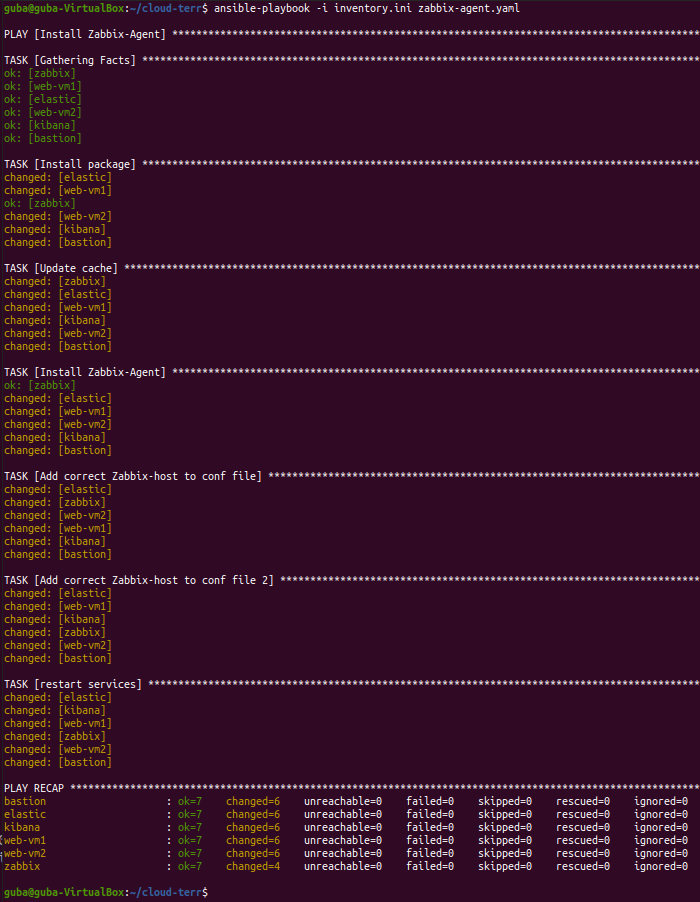 guba@guba-VirtualBox:~/cloud-terr$ ansible-playbook -i inventory.ini zabbix-agent.yaml
PLAY [Install Zabbix-Agent] ****************************************************************************************
TASK [Gathering Facts] *********************************************************************************************
ok: [zabbix]
ok: [web-vm1]
ok: [elastic]
ok: [web-vm2]
ok: [kibana]
ok: [bastion]
TASK [Install package] *********************************************************************************************
changed: [elastic]
changed: [web-vm1]
ok: [zabbix]
changed: [web-vm2]
changed: [kibana]
changed: [bastion]
TASK [Update cache] ************************************************************************************************
changed: [zabbix]
changed: [elastic]
changed: [web-vm1]
changed: [kibana]
changed: [web-vm2]
changed: [bastion]
TASK [Install Zabbix-Agent] ****************************************************************************************
ok: [zabbix]
changed: [elastic]
changed: [web-vm1]
changed: [web-vm2]
changed: [kibana]
changed: [bastion]
TASK [Add correct Zabbix-host to conf file] ************************************************************************
changed: [elastic]
changed: [zabbix]
changed: [web-vm2]
changed: [web-vm1]
changed: [kibana]
changed: [bastion]
TASK [Add correct Zabbix-host to conf file 2] **********************************************************************
changed: [elastic]
changed: [web-vm1]
changed: [kibana]
changed: [zabbix]
changed: [web-vm2]
changed: [bastion]
TASK [restart services] ********************************************************************************************
changed: [elastic]
changed: [kibana]
changed: [web-vm1]
changed: [zabbix]
changed: [web-vm2]
changed: [bastion]
PLAY RECAP *********************************************************************************************************
bastion                    : ok=7    changed=6    unreachable=0    failed=0    skipped=0    rescued=0    ignored=0
elastic                    : ok=7    changed=6    unreachable=0    failed=0    skipped=0    rescued=0    ignored=0
kibana                     : ok=7    changed=6    unreachable=0    failed=0    skipped=0    rescued=0    ignored=0
web-vm1                    : ok=7    changed=6    unreachable=0    failed=0    skipped=0    rescued=0    ignored=0
web-vm2                    : ok=7    changed=6    unreachable=0    failed=0    skipped=0    rescued=0    ignored=0
zabbix                     : ok=7    changed=4    unreachable=0    failed=0    skipped=0    rescued=0    ignored=0
guba@guba-VirtualBox:~/cloud-terr$